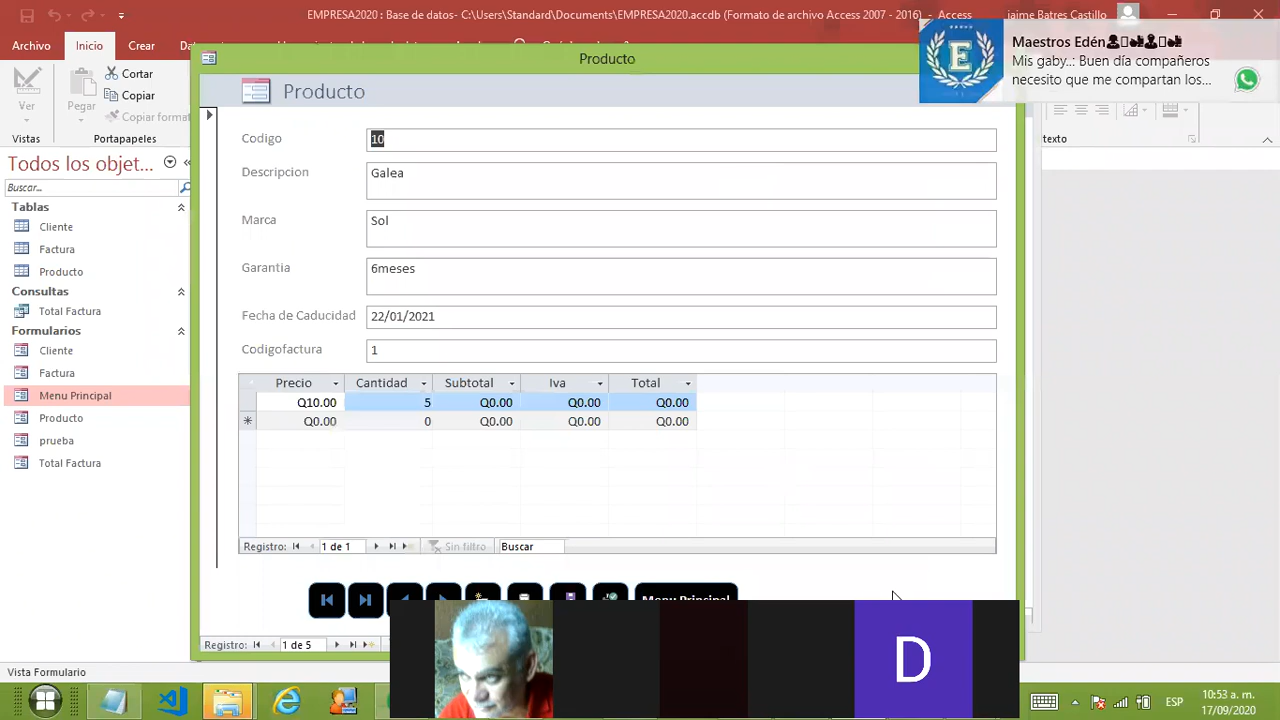 EMPRESA2020 : Base de datos- C:\Users\Standard\Documents\EMPRESA2020.accdb (Formato de archivo Access 2007 - 2016) - Access
jaime Batres Castillo
Archivo
Inicio
Crear
Maestros Edén
Mis gaby..: Buen día compañeros
necesito que me compartan los...
E
Ver
Vistas
Pegar
Cortar
Copiar
Copiar format
Portapapeles
texto
Todos los objet...
Buscar...
Tablas
Cliente
Factura
Producto
Consultas
Total Factura
Formularios
Cliente
Factura
Menu Principal
Producto
prueba
Total Factura
Producto
Producto
Codigo 10
Descripcion Galea
Marca Sol
Garantia 6meses
Fecha de Caducidad 22/01/2021
Codigofactura 1
Precio Cantidad Subtotal Iva Total
Q10.00 5 Q0.00 Q0.00 Q0.00
Q0.00 0 Q0.00 Q0.00 Q0.00
Registro: 1 de 1 Sin filtro Buscar
Menu Principal
Registro: 1 de 5
D
Vista Formulario
ESP
10:53 a. m.
17/09/2020